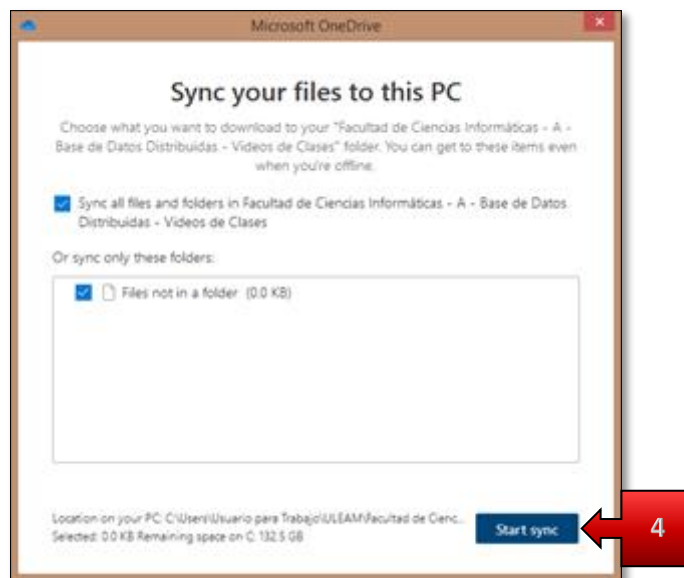 Microsoft OneDrive
Sync your files to this PC
Choose what you want to download to your "Facultad de Ciencias Informáticas - A -
Base de Datos Distribuidas - Videos de Clases" folder. You can get to these items even
when you're offline.
Sync all files and folders in Facultad de Ciencias Informáticas - A - Base de Datos
Distribuidas - Videos de Clases
Or sync only these folders:
Files not in a folder (0.0 KB)
Location on your PC: C:\Users\Usuario para Trabajo\ULEAM\Facultad de Cienc...
Selected: 0.0 KB Remaining space on C: 132.5 GB
Start sync
4